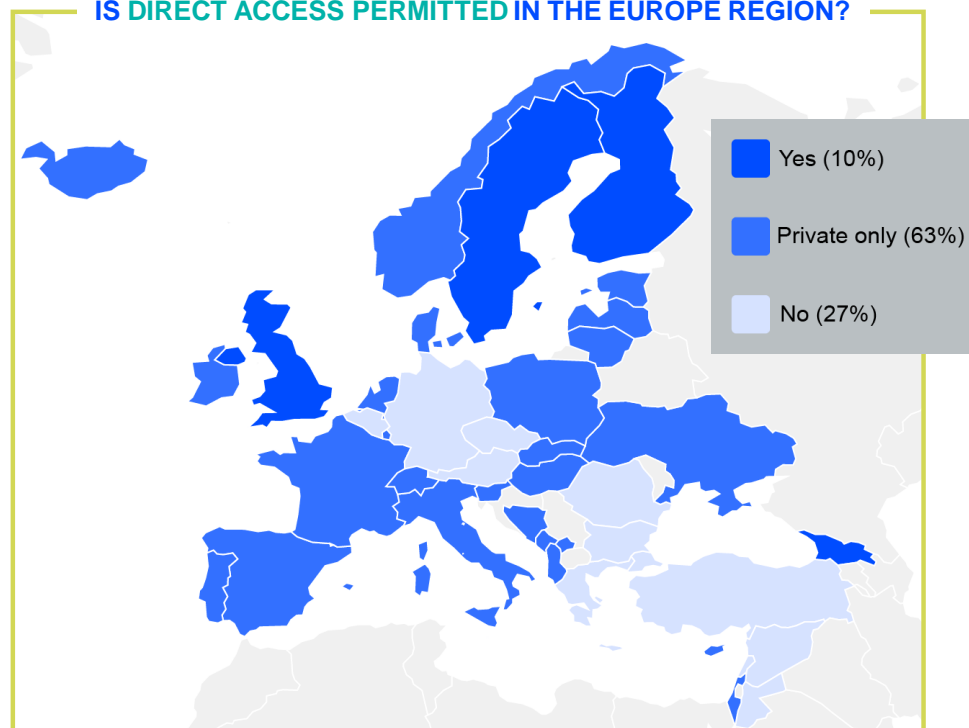 IS DIRECT ACCESS PERMITTED IN THE EUROPE REGION?
Yes (10%)
Private only (63%)
No (27%)